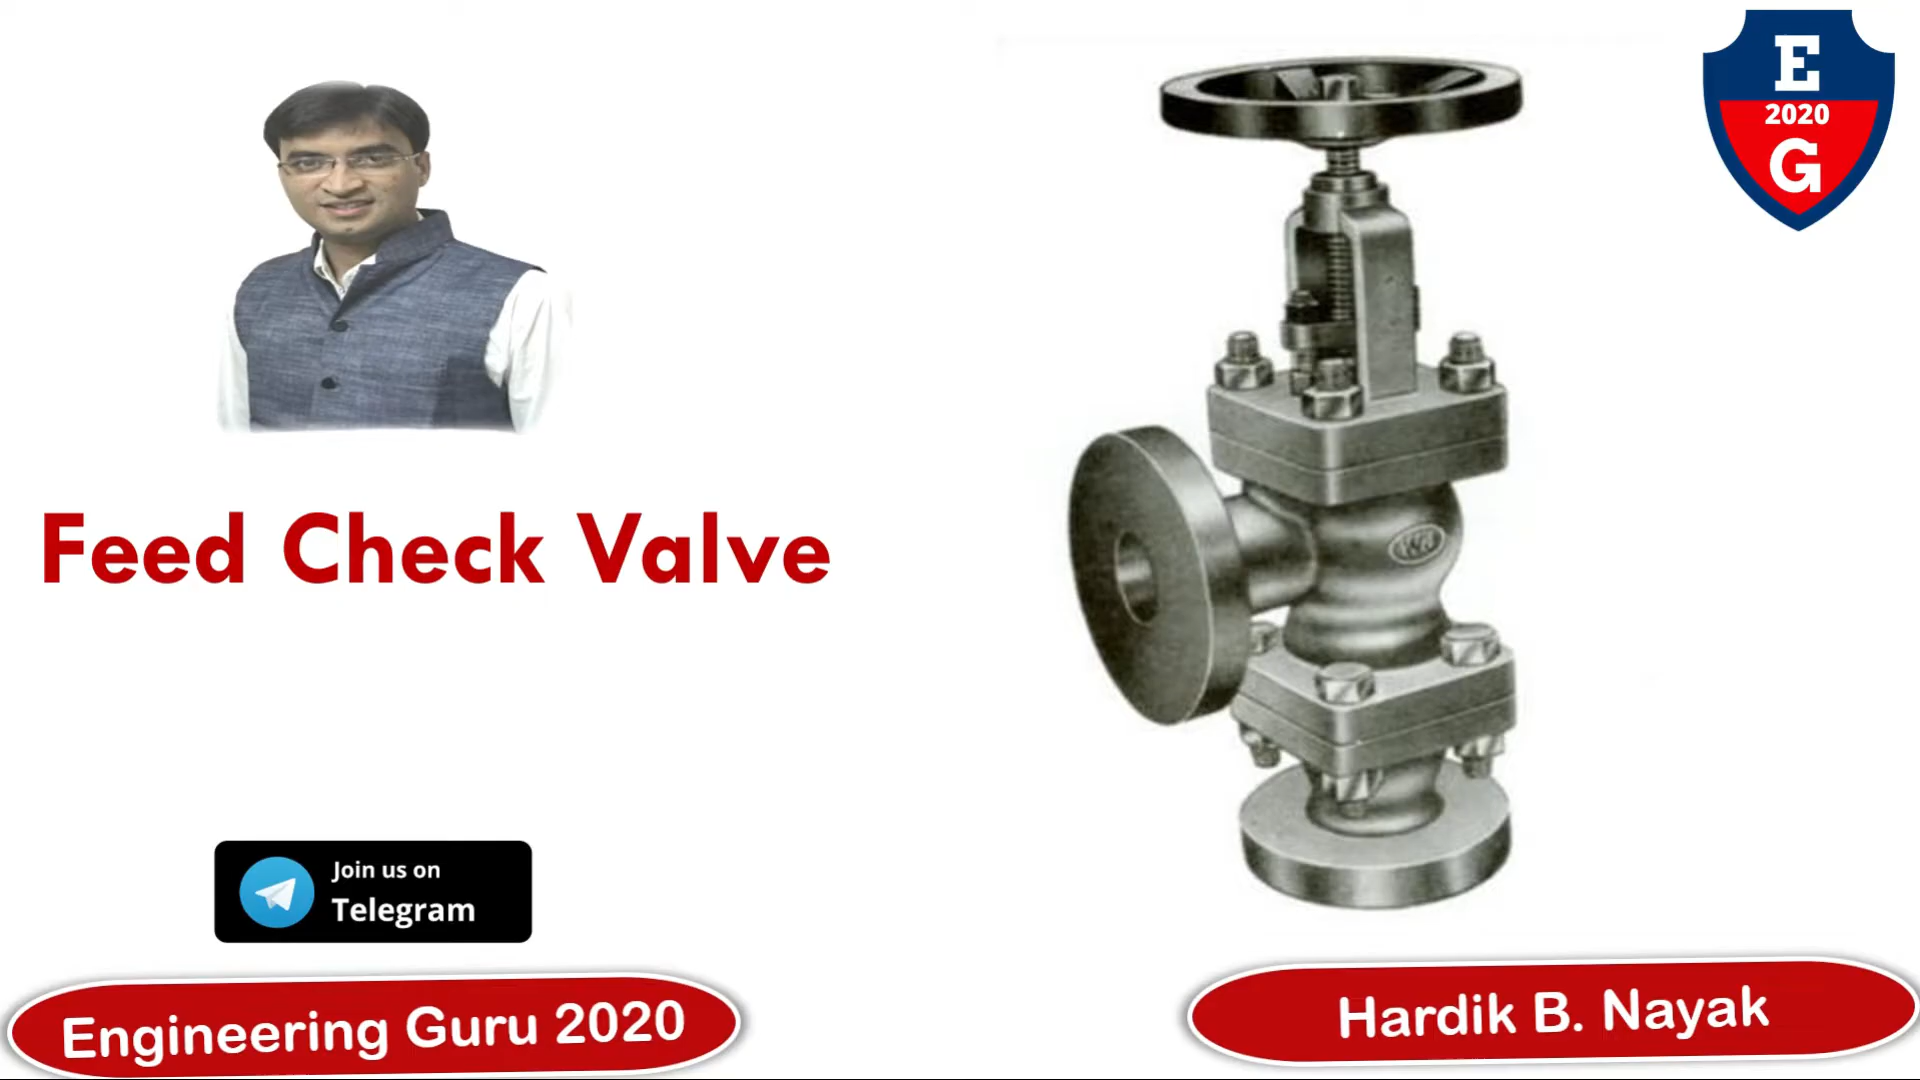 E
2020
G
Feed Check Valve
Join us on
Telegram
Engineering Guru 2020
Hardik B. Nayak